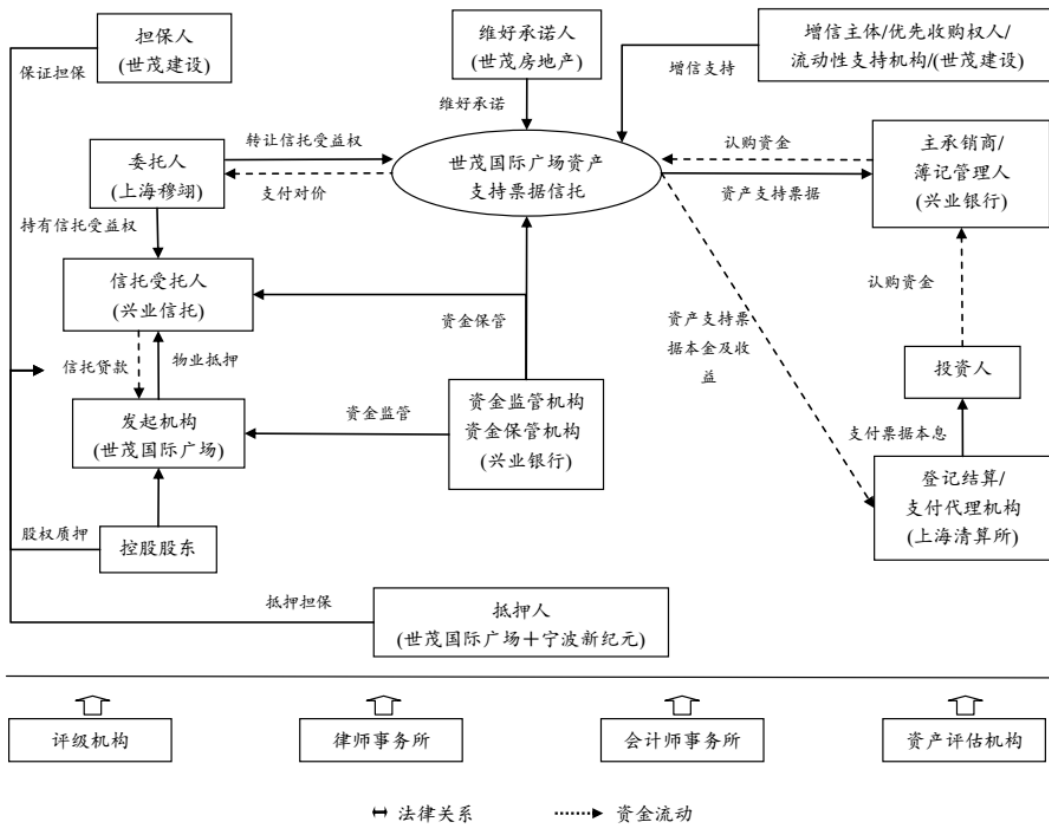 担保人
(世茂建设)
维好承诺人
(世茂房地产)
增信主体/优先收购权人/
流动性支持机构/(世茂建设)
保证担保
维好承诺
增信支持
委托人
(上海穆翊)
转让信托受益权
支付对价
世茂国际广场资产
支持票据信托
认购资金
资产支持票据
主承销商/
薄记管理人
(兴业银行)
持有信托受益权
信托受托人
(兴业信托)
资金保管
资产支持票
据本金及收
益
认购资金
信托贷款
物业抵押
投资人
发起机构
(世茂国际广场)
资金监管
资金监管机构
资金保管机构
(兴业银行)
支付票据本息
登记结算/
支付代理机构
(上海清算所)
股权质押
控股股东
抵押担保
抵押人
(世茂国际广场＋宁波新纪元)
评级机构
律师事务所
会计师事务所
资产评估机构
法律关系
资金流动